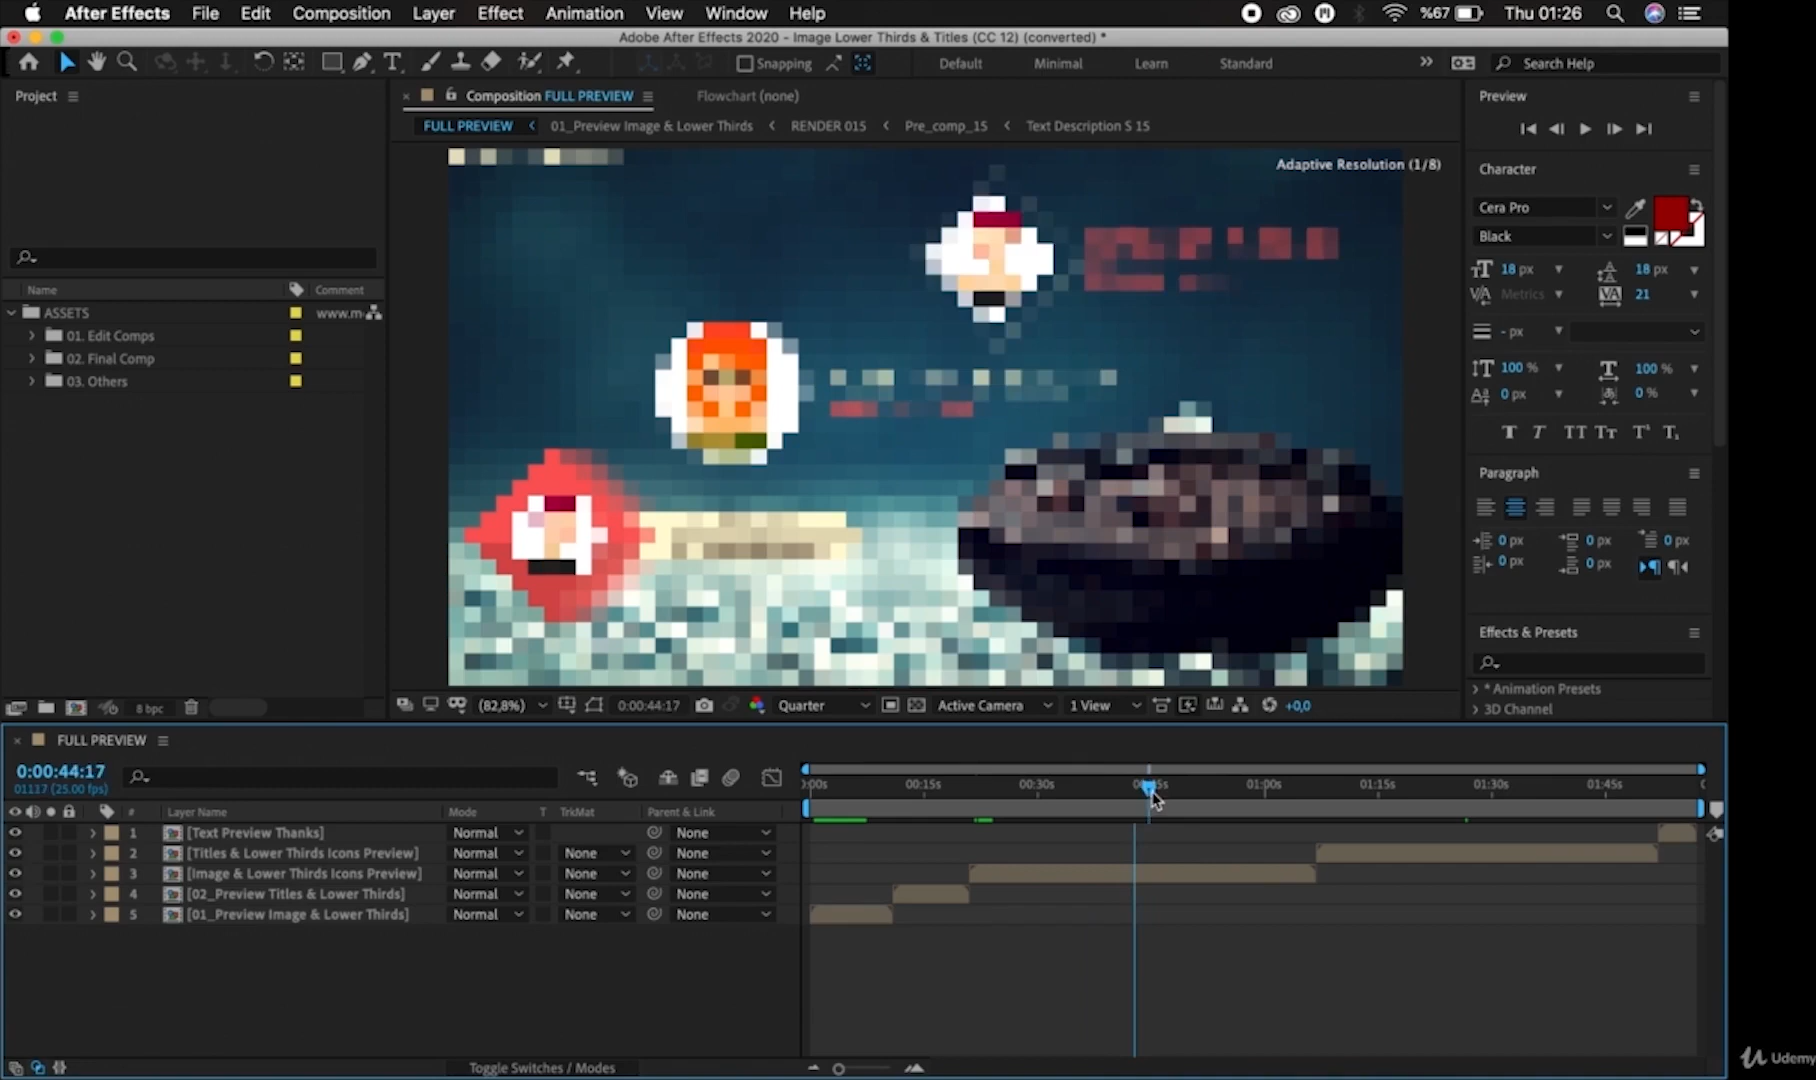 After Effects File Edit Composition Layer Effect Animation View Window Help %67 Thu 01:26
Adobe After Effects 2020 - Image Lower Thirds & Titles (CC 12) (converted) *
Snapping Default Minimal Learn Standard Search Help
Project
Composition FULL PREVIEW Flowchart (none)
FULL PREVIEW 01_Preview Image & Lower Thirds RENDER 015 Pre_comp_15 Text Description S 15
Adaptive Resolution (1/8)
Name Comment
ASSETS www.m
01. Edit Comps
02. Final Comp
03. Others
8 bpc
(82,8%) 0:00:44:17 Quarter Active Camera 1 View +0,0
Preview
Character
Cera Pro
Black
18 px 18 px
Metrics 21
- px
100 % 100 %
0 px 0 %
T T TT Tt T¹ T₁
Paragraph
0 px 0 px 0 px
0 px 0 px
Effects & Presets
* Animation Presets
3D Channel
FULL PREVIEW
0:00:44:17
01117 (25.00 fps)
00s 00:15s 00:30s 00:45s 01:00s 01:15s 01:30s 01:45s
# Layer Name Mode T TrkMat Parent & Link
1 [Text Preview Thanks] Normal None
2 [Titles & Lower Thirds Icons Preview] Normal None None
3 [Image & Lower Thirds Icons Preview] Normal None None
4 [02_Preview Titles & Lower Thirds] Normal None None
5 [01_Preview Image & Lower Thirds] Normal None None
Toggle Switches / Modes
Udemy